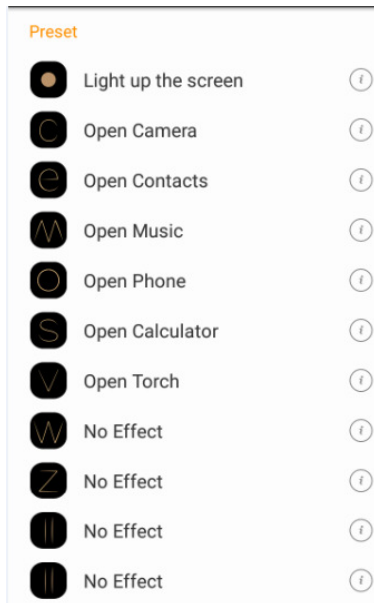 Preset
Light up the screen
C Open Camera
e Open Contacts
M Open Music
O Open Phone
S Open Calculator
V Open Torch
W No Effect
Z No Effect
|| No Effect
|| No Effect